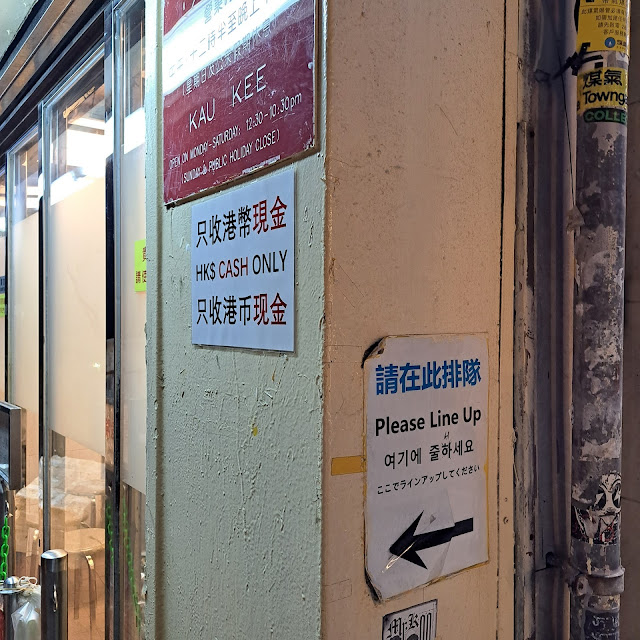 KAU KEE
(OPEN ON MONDAY-SATURDAY: 12:30-10:30pm
(SUNDAY & PUBLIC HOLIDAY CLOSE)
只收港幣現金
HK$ CASH ONLY
只收港币现金
請在此排隊
Please Line Up
여기에 줄하세요
서
ここでラインアップしてください
煤氣
Towngas